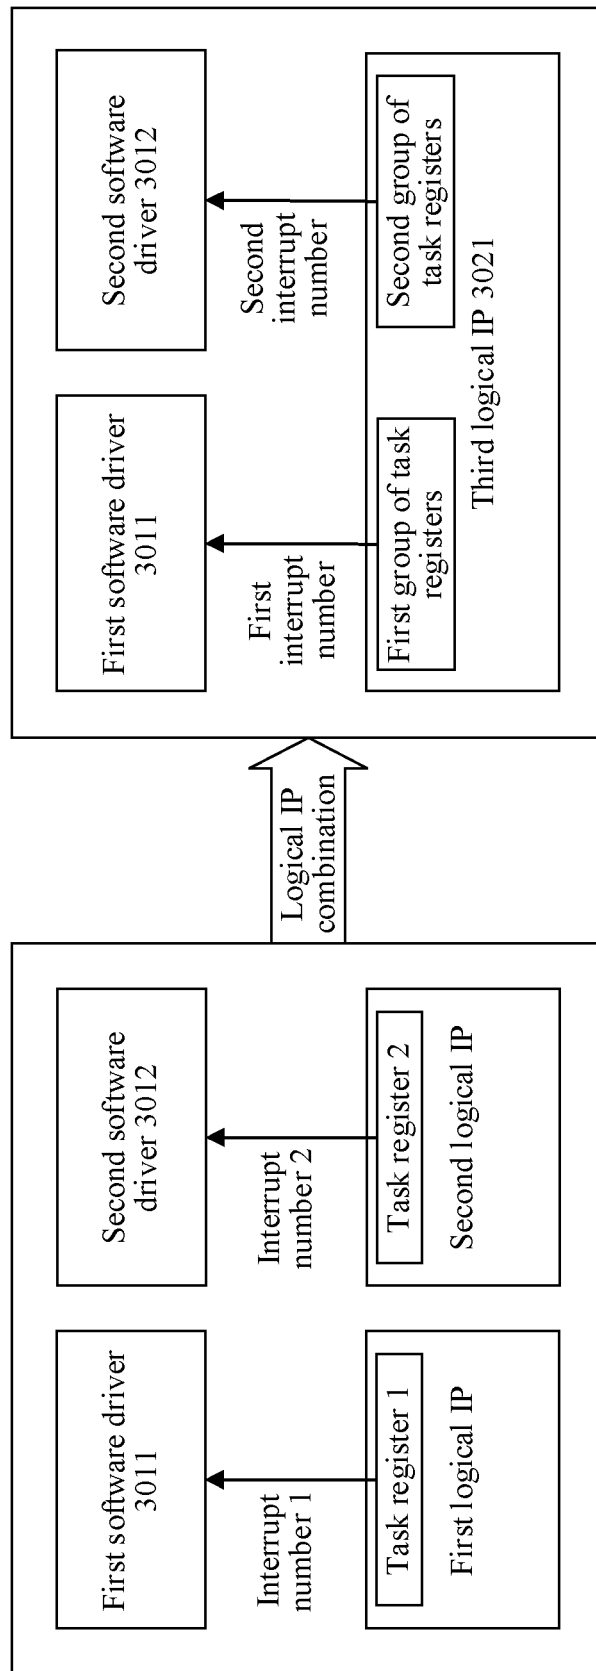 First software driver
3011
Second software
driver 3012
Interrupt
number 1
Interrupt
number 2
Task register 1
First logical IP
Task register 2
Second logical IP
Logical IP
combination
First software driver
3011
Second software
driver 3012
First
interrupt
number
Second
interrupt
number
First group of task
registers
Second group of
task registers
Third logical IP 3021